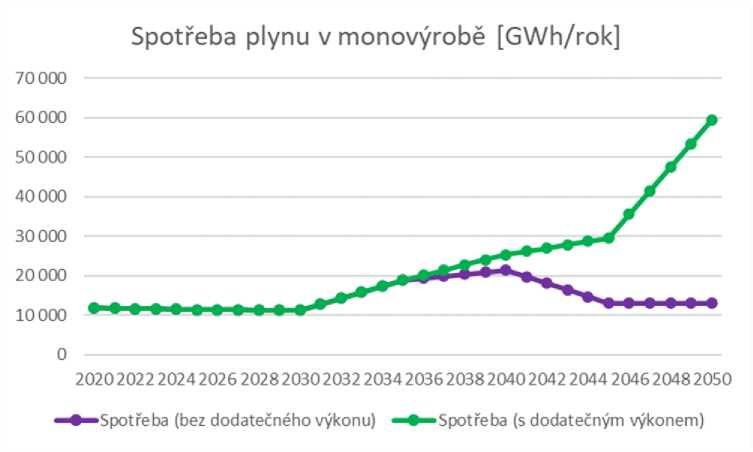 Spotřeba plynu v monovýrobě [GWh/rok]
70 000
60 000
50 000
40 000
30 000
20 000
10 000
0
2020 2022 2024 2026 2028 2030 2032 2034 2036 2038 2040 2042 2044 2046 2048 2050
Spotřeba (bez dodatečného výkonu) Spotřeba (s dodatečným výkonem)